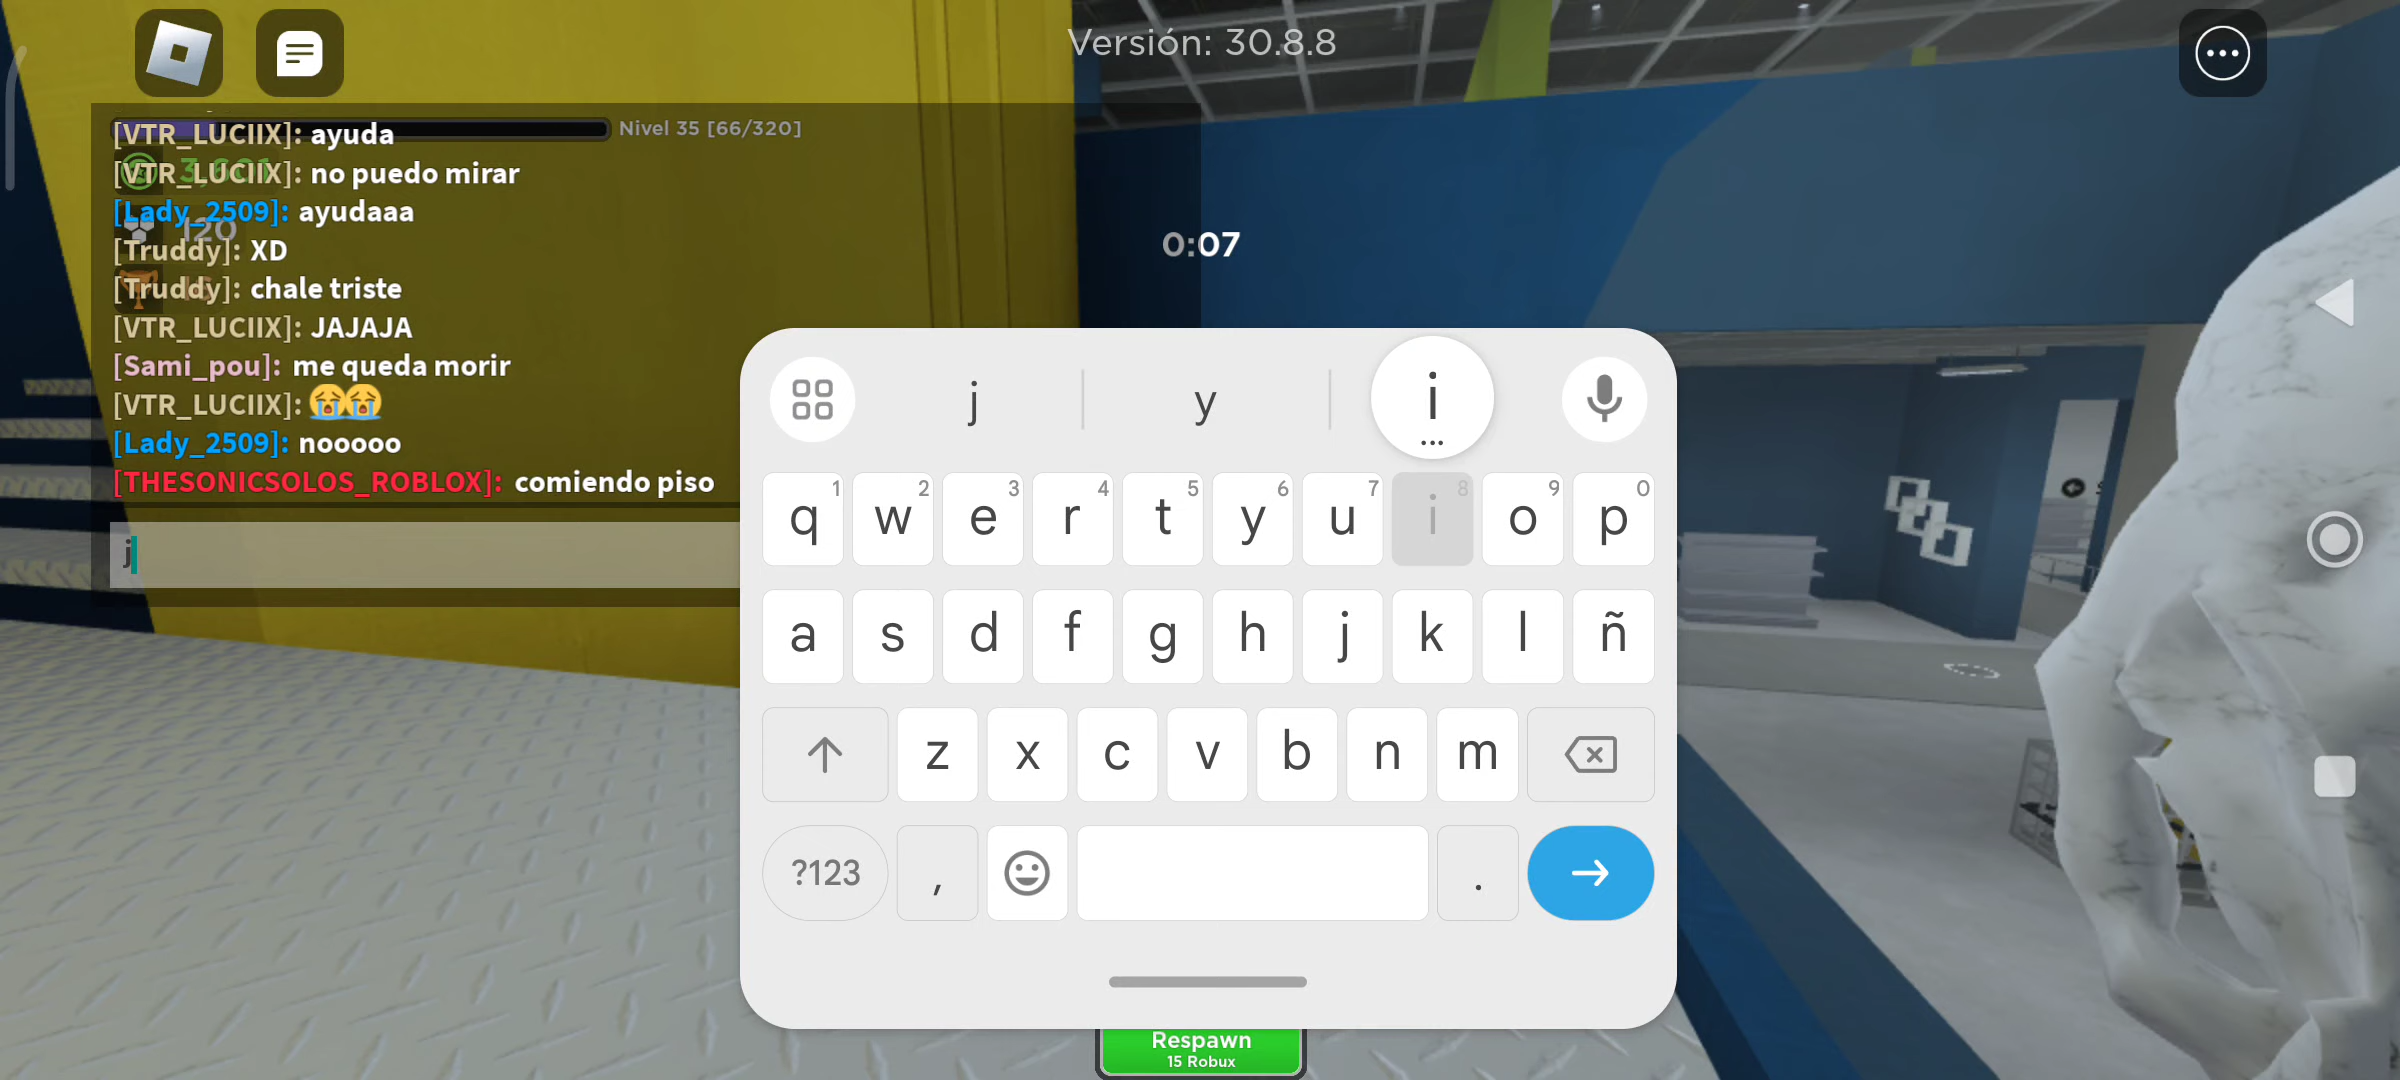 Versión: 30.8.8
Nivel 35 [66/320]
[VTR_LUCIIX]: ayuda
[VTR_LUCIIX]: no puedo mirar
[Lady_2509]: ayudaaa
120
[Truddy]: XD
[Truddy]: chale triste
[VTR_LUCIIX]: JAJAJA
[Sami_pou]: me queda morir
[VTR_LUCIIX]: 😭😭
[Lady_2509]: nooooo
[THESONICSOLOS_ROBLOX]: comiendo piso
j
0:07
j y i
...
1 2 3 4 5 6 7 8 9 0
q w e r t y u i o p
a s d f g h j k l ñ
z x c v b n m
?123 , .
Respawn
15 Robux